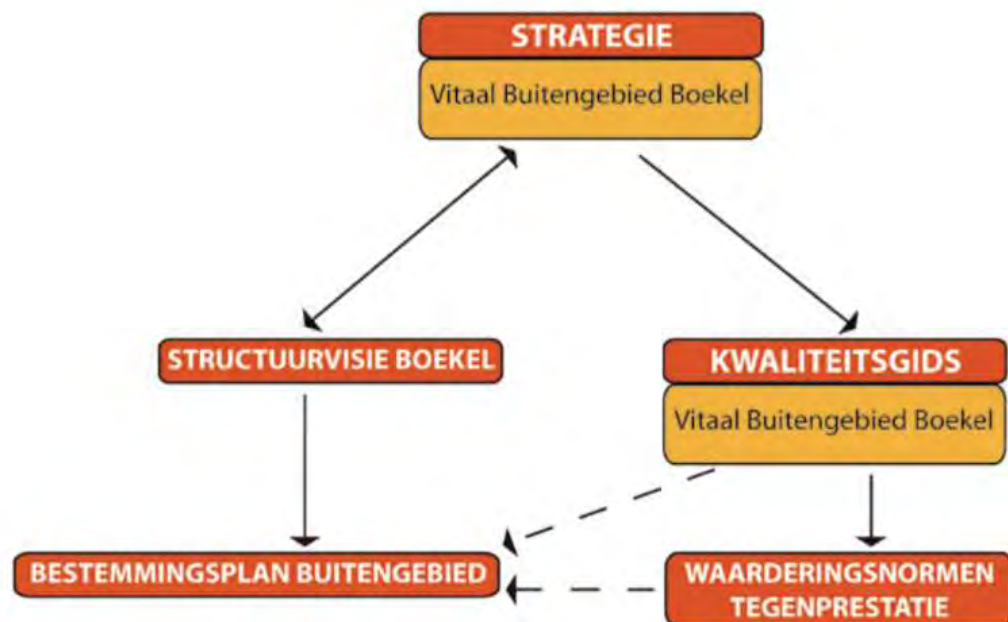 STRATEGIE
Vitaal Buitengebied Boekel
STRUCTUURVISIE BOEKEL
KWALITEITSGIDS
Vitaal Buitengebied Boekel
BESTEMMINGSPLAN BUITENGEBIED
WAARDERINGSNORMEN
TEGENPRESTATIE